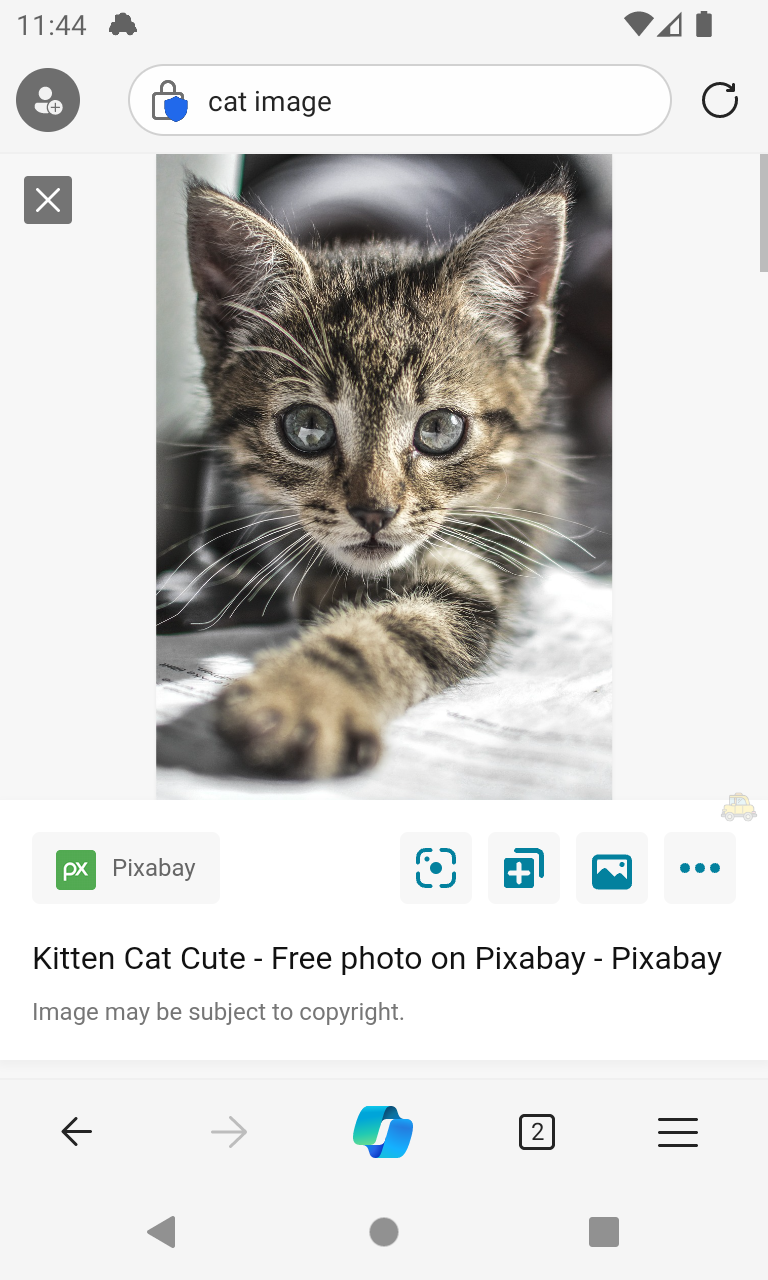 11:44
cat image
px Pixabay
Kitten Cat Cute - Free photo on Pixabay - Pixabay
Image may be subject to copyright.
2